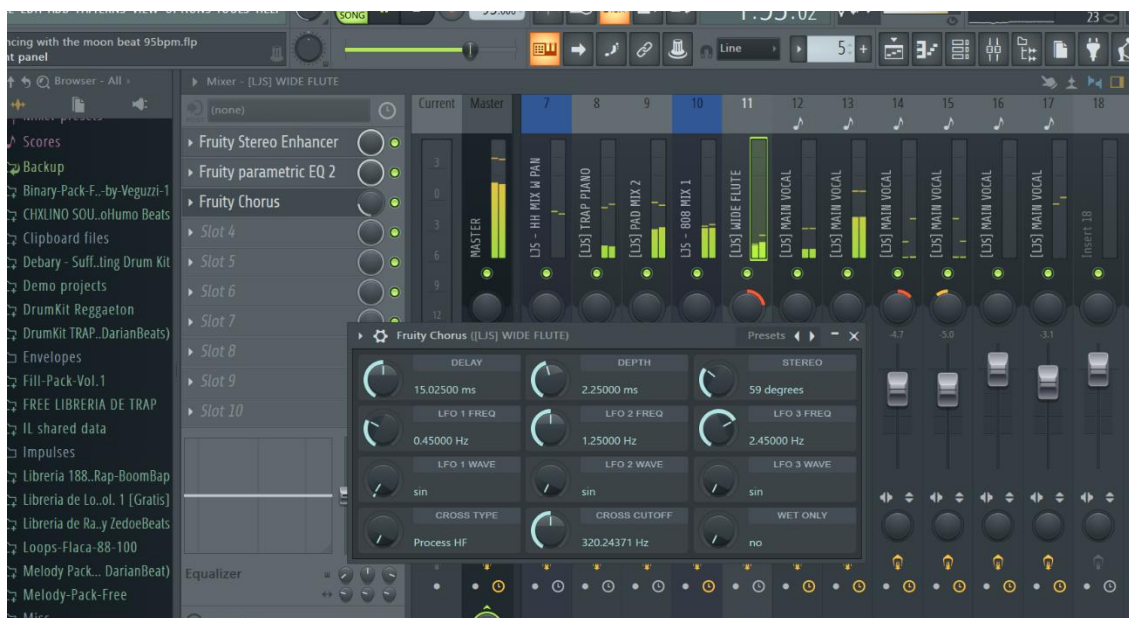 SONG
23
ncing with the moon beat 95bpm.flp
nt panel
Line
5
+
Browser - All
Mixer - [LJS] WIDE FLUTE
(none)
Current
Master
7
8
9
10
11
12
13
14
15
16
17
18
Scores
Backup
Binary-Pack-F..-by-Veguzzi-1
CHXLINO SOU..oHumo Beats
Clipboard files
Debary - Suff..ting Drum Kit
Demo projects
DrumKit Reggaeton
DrumKit TRAP..DarianBeats)
Envelopes
Fill-Pack-Vol.1
FREE LIBRERIA DE TRAP
IL shared data
Impulses
Libreria 188..Rap-BoomBap
Libreria de Lo..ol. 1 [Gratis]
Libreria de Ra..y ZedoeBeats
Loops-Flaca-88-100
Melody Pack... DarianBeat)
Melody-Pack-Free
Misc
Fruity Stereo Enhancer
Fruity parametric EQ 2
Fruity Chorus
Slot 4
Slot 5
Slot 6
Slot 7
Slot 8
Slot 9
Slot 10
Equalizer
3
0
3
6
9
12
MASTER
LJS - HH MIX W PAN
[LJS] TRAP PIANO
[LJS] PAD MIX 2
LJS - 808 MIX 1
[LJS] WIDE FLUTE
[LJS] MAIN VOCAL
[LJS] MAIN VOCAL
[LJS] MAIN VOCAL
[LJS] MAIN VOCAL
[LJS] MAIN VOCAL
[LJS] MAIN VOCAL
Insert 18
-4.7
-5.0
-3.1
Fruity Chorus ([LJS] WIDE FLUTE)
Presets
DELAY
15.02500 ms
DEPTH
2.25000 ms
STEREO
59 degrees
LFO 1 FREQ
0.45000 Hz
LFO 2 FREQ
1.25000 Hz
LFO 3 FREQ
2.45000 Hz
LFO 1 WAVE
sin
LFO 2 WAVE
sin
LFO 3 WAVE
sin
CROSS TYPE
Process HF
CROSS CUTOFF
320.24371 Hz
WET ONLY
no